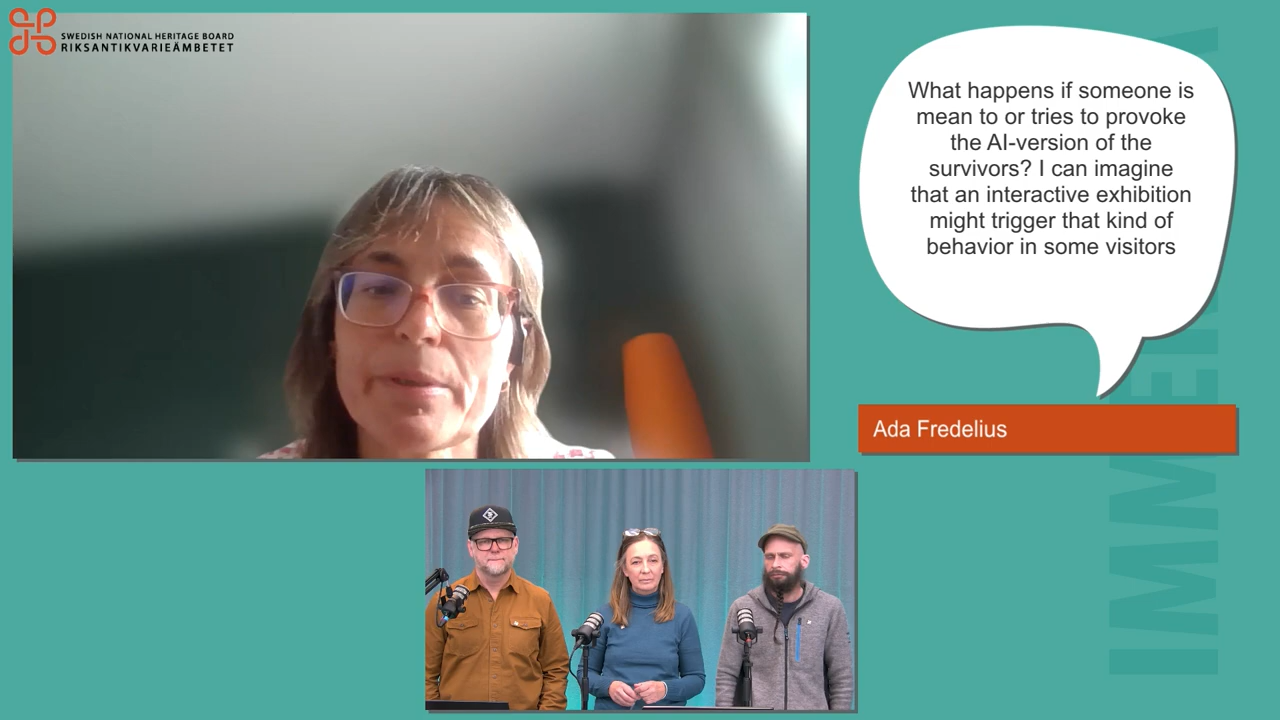 SWEDISH NATIONAL HERITAGE BOARD
RIKSANTIKVARIEÄMBETET
What happens if someone is
mean to or tries to provoke
the AI-version of the
survivors? I can imagine
that an interactive exhibition
might trigger that kind of
behavior in some visitors
Ada Fredelius